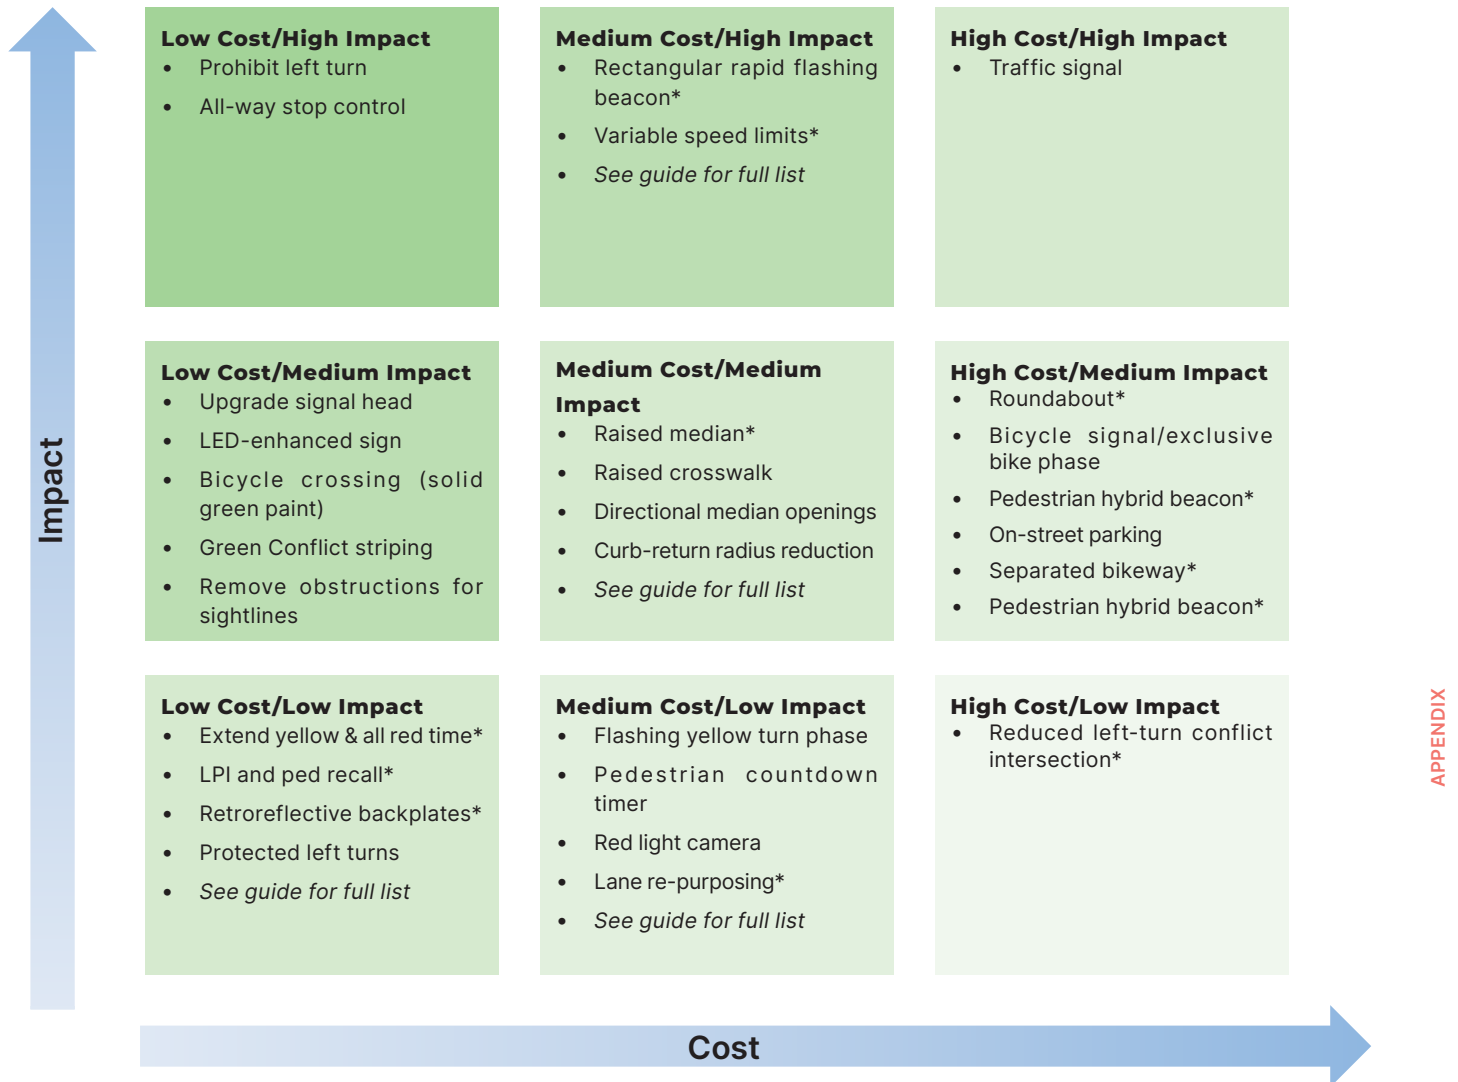 Low Cost/High Impact
• Prohibit left turn
• All-way stop control
Medium Cost/High Impact
• Rectangular rapid flashing
beacon*
• Variable speed limits*
• See guide for full list
High Cost/High Impact
• Traffic signal
Impact
Low Cost/Medium Impact
• Upgrade signal head
• LED-enhanced sign
• Bicycle crossing (solid
green paint)
• Green Conflict striping
• Remove obstructions for
sightlines
Medium Cost/Medium
Impact
• Raised median*
• Raised crosswalk
• Directional median openings
• Curb-return radius reduction
• See guide for full list
High Cost/Medium Impact
• Roundabout*
• Bicycle signal/exclusive
bike phase
• Pedestrian hybrid beacon*
• On-street parking
• Separated bikeway*
• Pedestrian hybrid beacon*
Low Cost/Low Impact
• Extend yellow & all red time*
• LPI and ped recall*
• Retroreflective backplates*
• Protected left turns
• See guide for full list
Medium Cost/Low Impact
• Flashing yellow turn phase
• Pedestrian countdown
timer
• Red light camera
• Lane re-purposing*
• See guide for full list
High Cost/Low Impact
• Reduced left-turn conflict
intersection*
APPENDIX
Cost